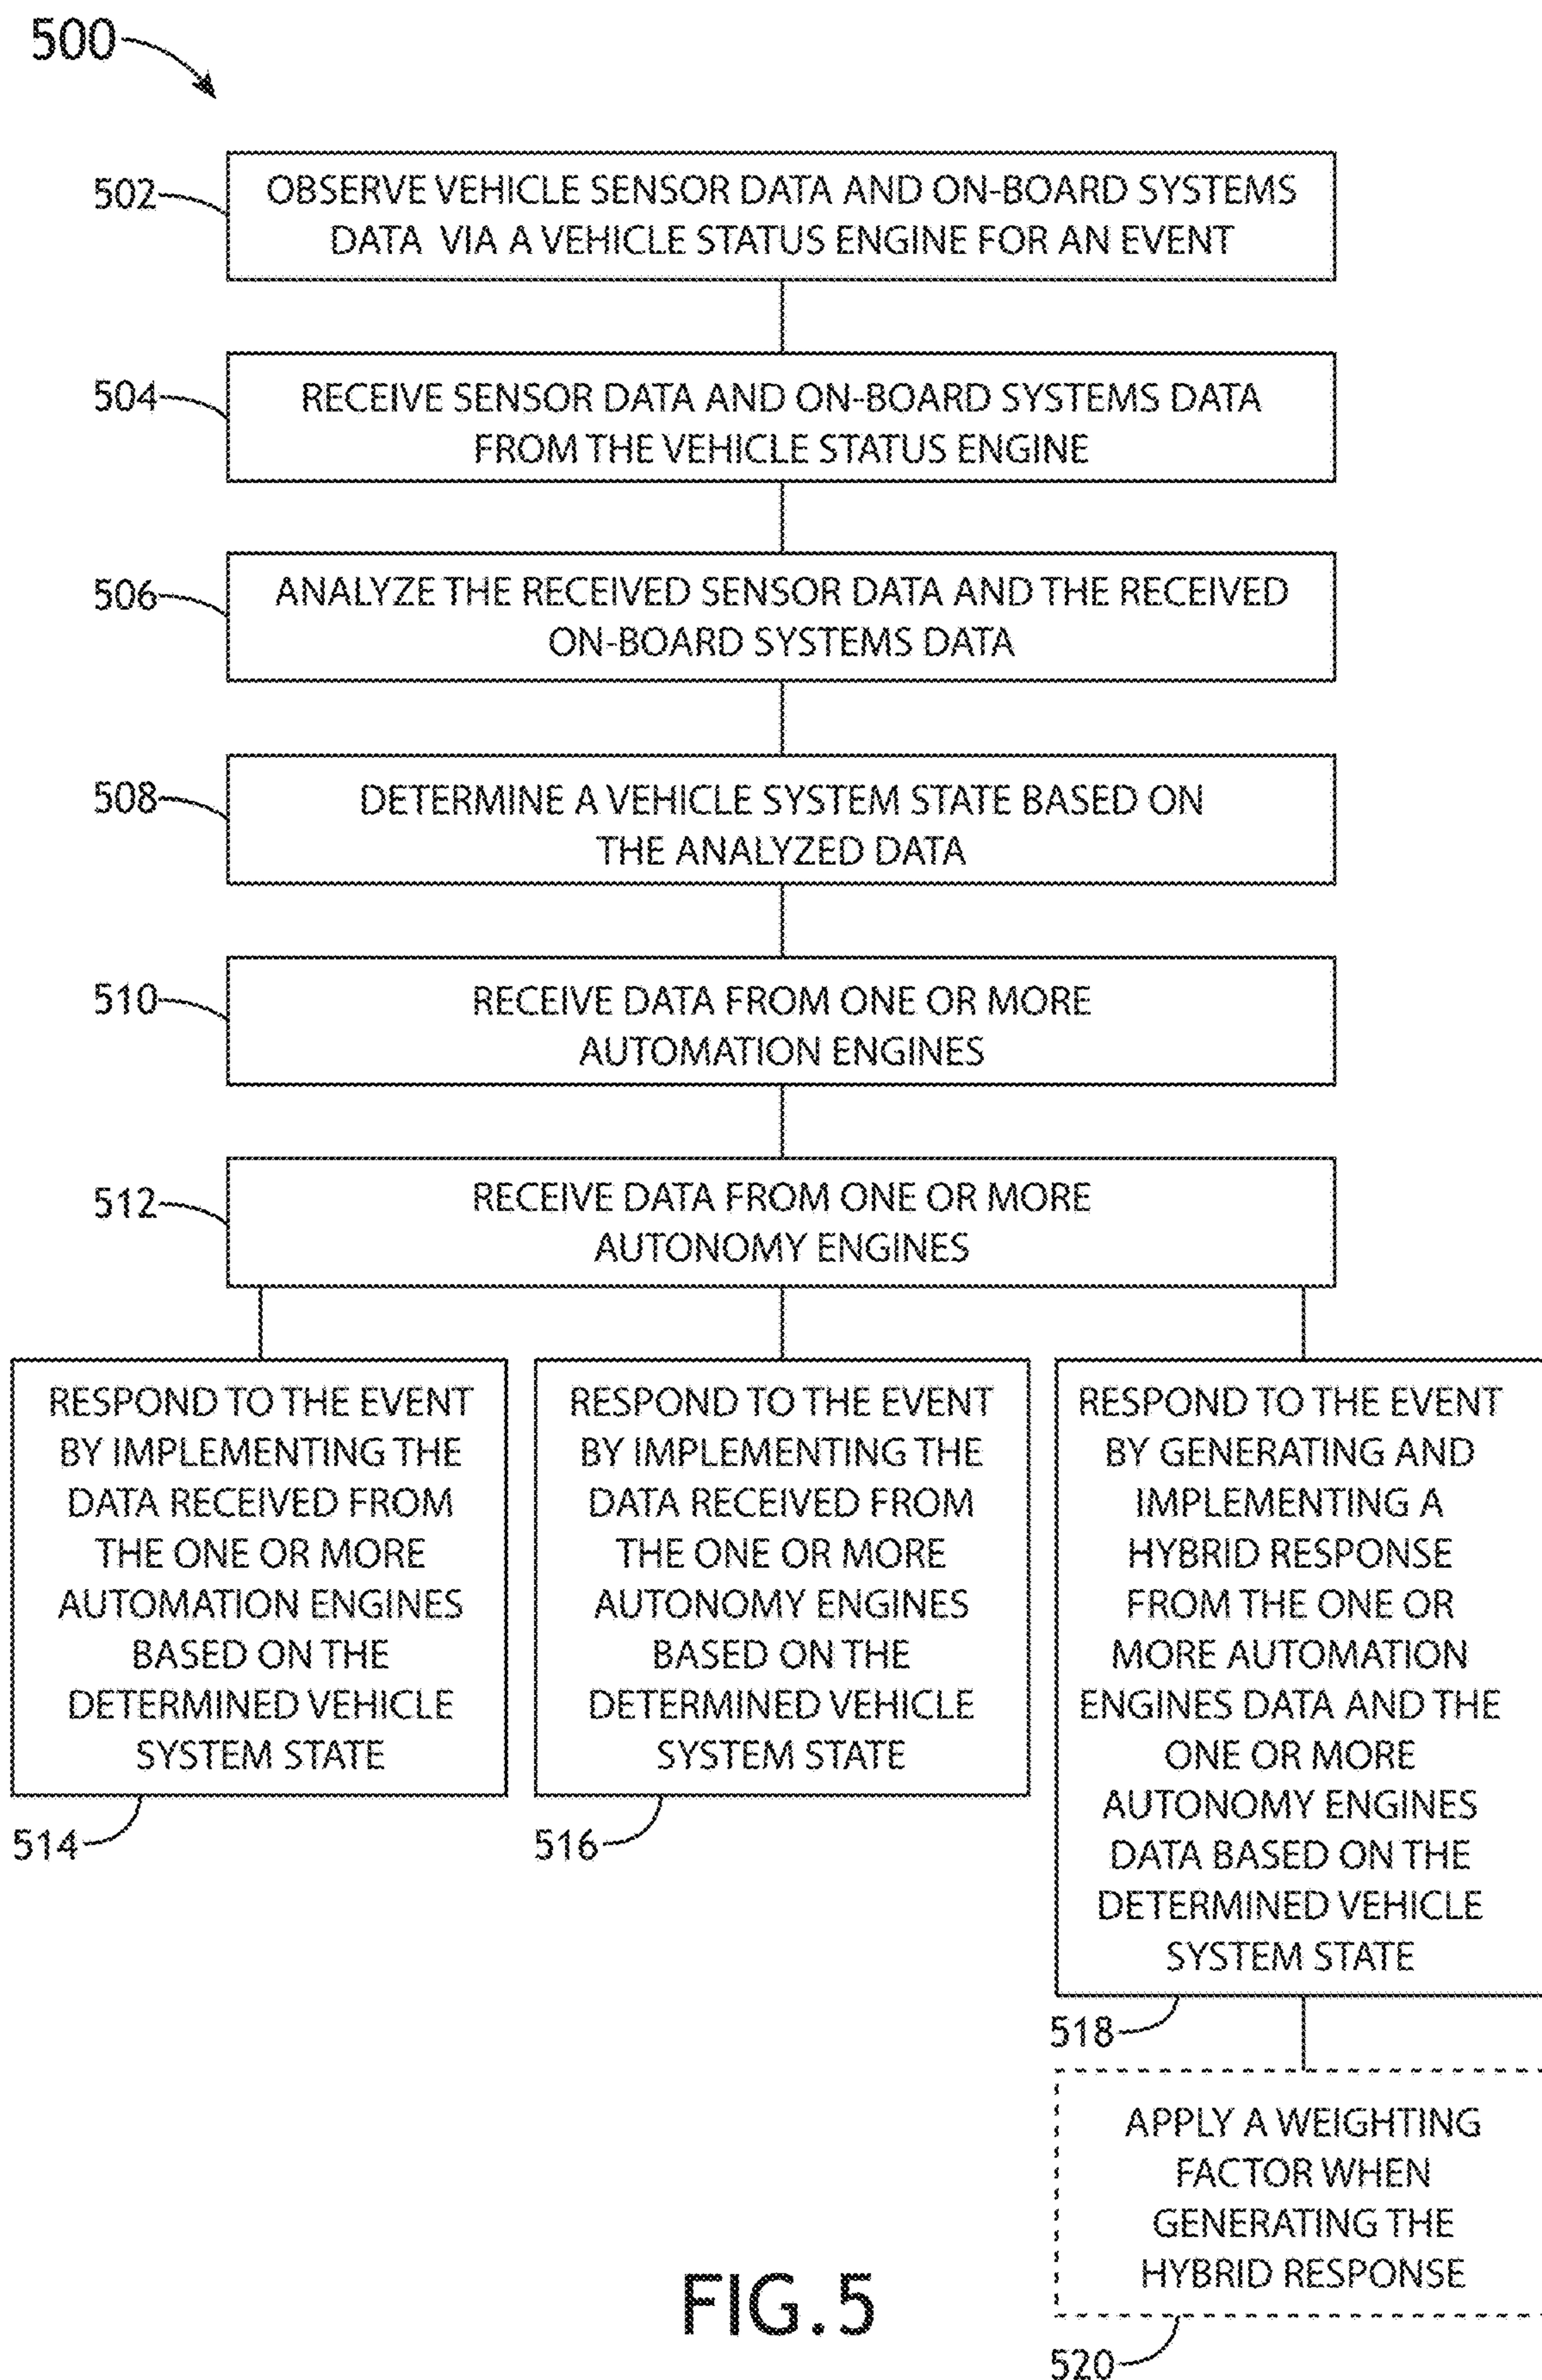 500
502
OBSERVE VEHICLE SENSOR DATA AND ON-BOARD SYSTEMS
DATA VIA A VEHICLE STATUS ENGINE FOR AN EVENT
504
RECEIVE SENSOR DATA AND ON-BOARD SYSTEMS DATA
FROM THE VEHICLE STATUS ENGINE
506
ANALYZE THE RECEIVED SENSOR DATA AND THE RECEIVED
ON-BOARD SYSTEMS DATA
508
DETERMINE A VEHICLE SYSTEM STATE BASED ON
THE ANALYZED DATA
510
RECEIVE DATA FROM ONE OR MORE
AUTOMATION ENGINES
512
RECEIVE DATA FROM ONE OR MORE
AUTONOMY ENGINES
RESPOND TO THE EVENT
BY IMPLEMENTING THE
DATA RECEIVED FROM
THE ONE OR MORE
AUTOMATION ENGINES
BASED ON THE
DETERMINED VEHICLE
SYSTEM STATE
514
RESPOND TO THE EVENT
BY IMPLEMENTING THE
DATA RECEIVED FROM
THE ONE OR MORE
AUTONOMY ENGINES
BASED ON THE
DETERMINED VEHICLE
SYSTEM STATE
516
RESPOND TO THE EVENT
BY GENERATING AND
IMPLEMENTING A
HYBRID RESPONSE
FROM THE ONE OR
MORE AUTOMATION
ENGINES DATA AND THE
ONE OR MORE
AUTONOMY ENGINES
DATA BASED ON THE
DETERMINED VEHICLE
SYSTEM STATE
518
APPLY A WEIGHTING
FACTOR WHEN
GENERATING THE
HYBRID RESPONSE
520
FIG. 5